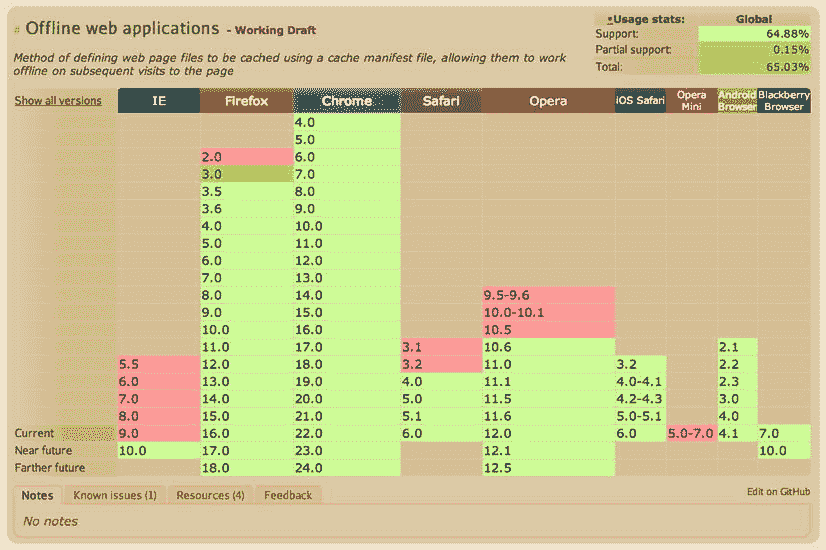 # Offline web applications - Working Draft
Usage stats: Global
Support: 64.88%
Partial support: 0.15%
Total: 65.03%
Method of defining web page files to be cached using a cache manifest file, allowing them to work
offline on subsequent visits to the page
Show all versions IE Firefox Chrome Safari Opera iOS Safari Opera Mini Android Browser Blackberry Browser
4.0
5.0
2.0 6.0
3.0 7.0
3.5 8.0
3.6 9.0
4.0 10.0
5.0 11.0
6.0 12.0
7.0 13.0
8.0 14.0 9.5-9.6
9.0 15.0 10.0-10.1
10.0 16.0 10.5
11.0 17.0 3.1 10.6 2.1
5.5 12.0 18.0 3.2 11.0 3.2 2.2
6.0 13.0 19.0 4.0 11.1 4.0-4.1 2.3
7.0 14.0 20.0 5.0 11.5 4.2-4.3 3.0
8.0 15.0 21.0 5.1 11.6 5.0-5.1 4.0
Current 9.0 16.0 22.0 6.0 12.0 6.0 5.0-7.0 4.1 7.0
Near future 10.0 17.0 23.0 12.1 10.0
Farther future 18.0 24.0 12.5
Notes Known issues (1) Resources (4) Feedback Edit on GitHub
No notes